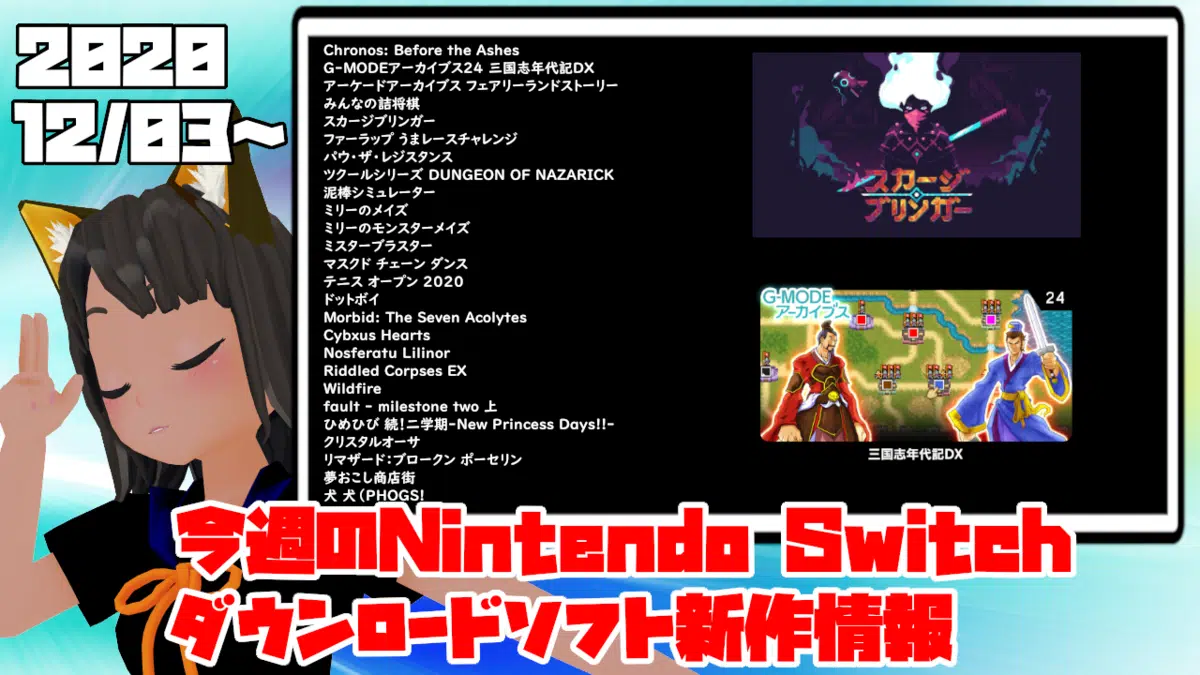 2020
12/03~
Chronos: Before the Ashes
G-MODEアーカイブス24 三国志年代記DX
アーケードアーカイブス フェアリーランドストーリー
みんなの詰将棋
スカージブリンガー
ファーラップ うまレースチャレンジ
パウ・ザ・レジスタンス
ツクールシリーズ DUNGEON OF NAZARICK
泥棒シミュレーター
ミリーのメイズ
ミリーのモンスターメイズ
ミスターブラスター
マスクド チェーン ダンス
テニス オープン 2020
ドットボイ
Morbid: The Seven Acolytes
Cybxus Hearts
Nosferatu Lilinor
Riddled Corpses EX
Wildfire
fault - milestone two 上
ひめひび 続!二学期-New Princess Days!!-
クリスタルオーサ
リマザード:ブロークン ポーセリン
夢おこし商店街
犬 犬(PHOGS!
スカージ
ブリンガー
G-MODE
アーカイブス
24
三国志年代記DX
今週のNintendo Switch
ダウンロードソフト新作情報